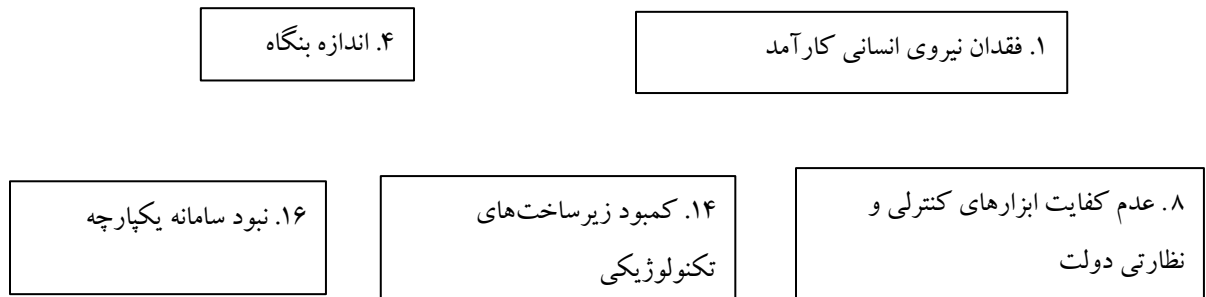 ۱. فقدان نیروی انسانی کارآمد
۴. اندازه بنگاه
۸. عدم کفایت ابزارهای کنترلی و
نظارتی دولت
۱۴. کمبود زیرساخت‌های
تکنولوژیکی
۱۶. نبود سامانه یکپارچه